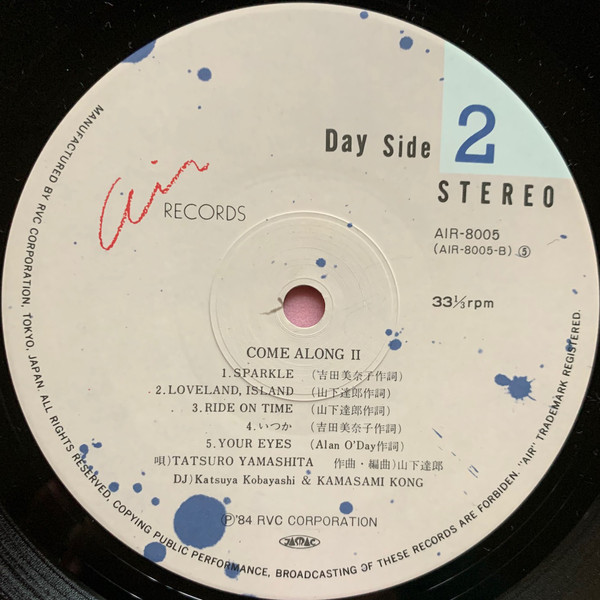 Day Side 2
STEREO
Air RECORDS
AIR-8005
(AIR-8005-B) ⑤
33⅓rpm
COME ALONG II
1.SPARKLE (吉田美奈子作詞)
2.LOVELAND, ISLAND (山下達郎作詞)
3.RIDE ON TIME (山下達郎作詞)
4.いつか (吉田美奈子作詞)
5.YOUR EYES (Alan O'Day作詞)
唄)TATSURO YAMASHITA 作曲・編曲)山下達郎
DJ)Katsuya Kobayashi & KAMASAMI KONG
Ⓟ'84 RVC CORPORATION
JASRAC
MANUFACTURED BY RVC CORPORATION, TOKYO, JAPAN. ALL RIGHTS RESERVED. COPYING PUBLIC PERFORMANCE, BROADCASTING OF THESE RECORDS ARE FORBIDDEN. "AIR" TRADEMARK REGISTERED.